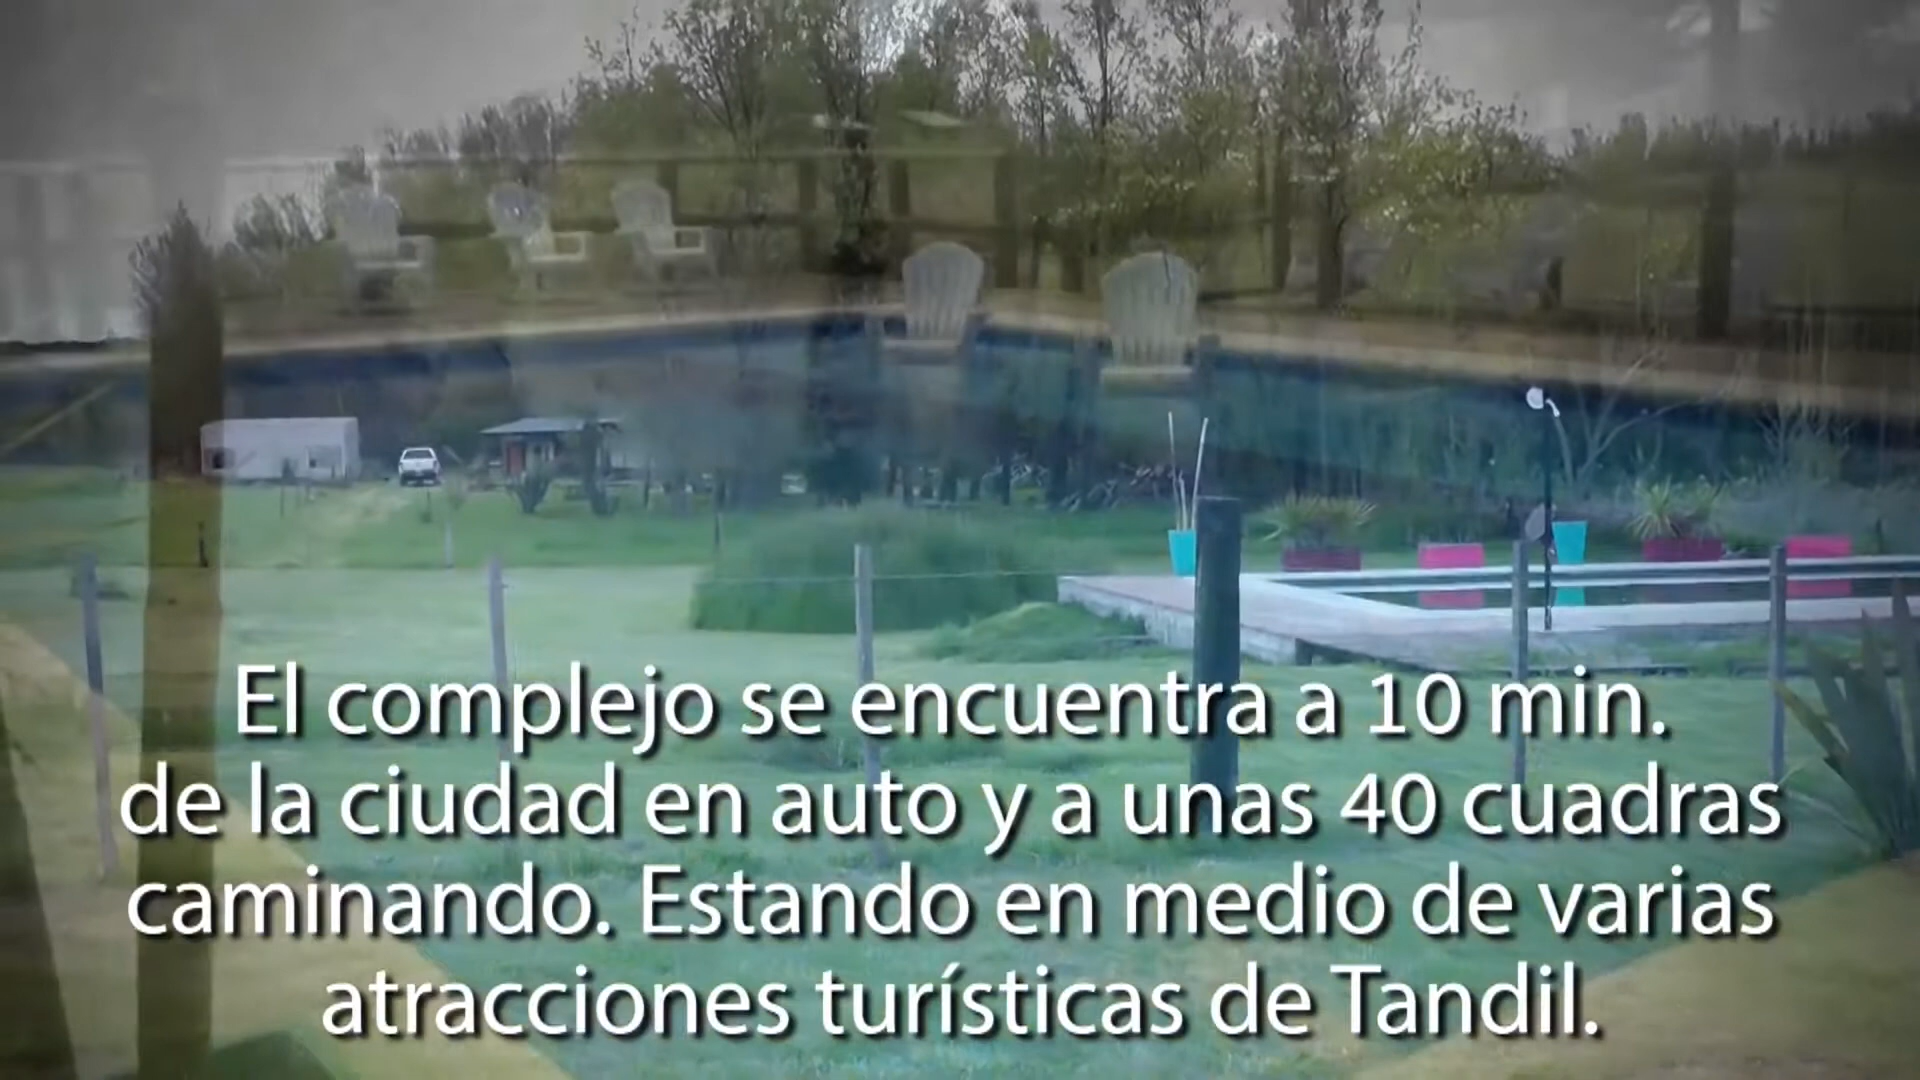 El complejo se encuentra a 10 min.
de la ciudad en auto y a unas 40 cuadras
caminando. Estando en medio de varias
atracciones turísticas de Tandil.